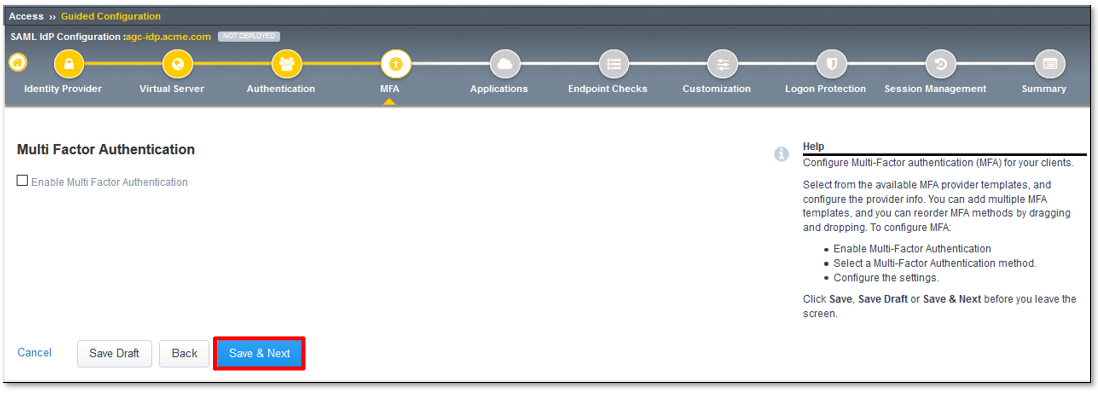 Access ›› Guided Configuration
SAML IdP Configuration :agc-idp.acme.com NOT DEPLOYED
Identity Provider Virtual Server Authentication MFA Applications Endpoint Checks Customization Logon Protection Session Management Summary
Multi Factor Authentication
Enable Multi Factor Authentication
Cancel Save Draft Back Save & Next
Help
Configure Multi-Factor authentication (MFA) for your clients.
Select from the available MFA provider templates, and
configure the provider info. You can add multiple MFA
templates, and you can reorder MFA methods by dragging
and dropping. To configure MFA:
• Enable Multi-Factor Authentication
• Select a Multi-Factor Authentication method.
• Configure the settings.
Click Save, Save Draft or Save & Next before you leave the
screen.